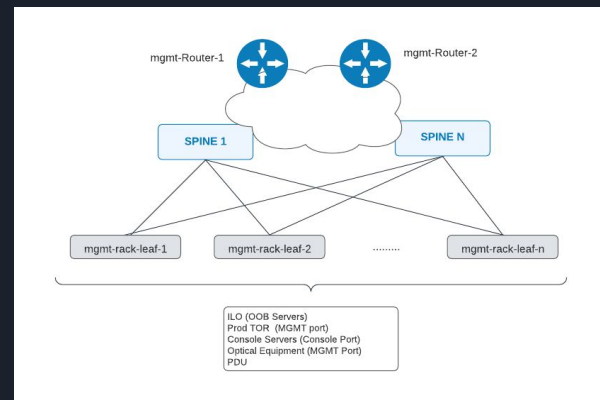 mgmt-Router-1
mgmt-Router-2
SPINE 1
SPINE N
mgmt-rack-leaf-1
mgmt-rack-leaf-2
.........
mgmt-rack-leaf-n
ILO (OOB Servers)
Prod TOR (MGMT port)
Console Servers (Console Port)
Optical Equipment (MGMT Port)
PDU